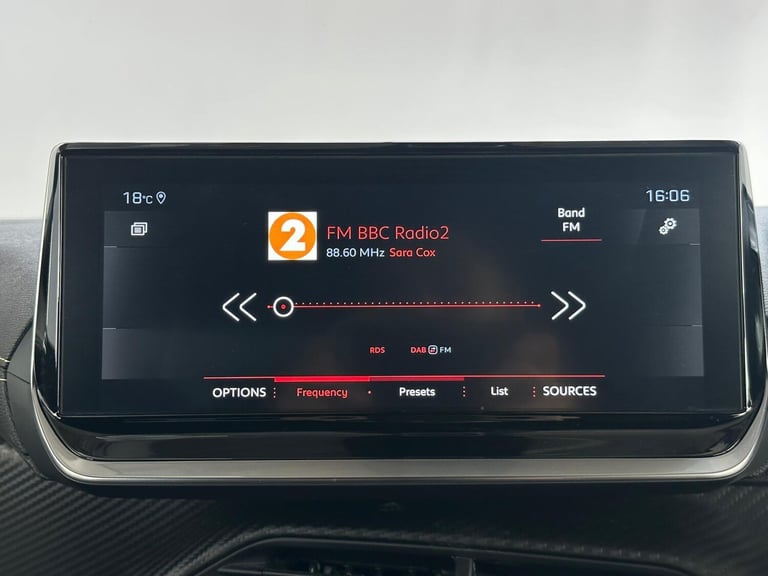 18°C 16:06
2 FM BBC Radio2
88.60 MHz Sara Cox
Band
FM
RDS DAB FM
OPTIONS Frequency Presets List SOURCES